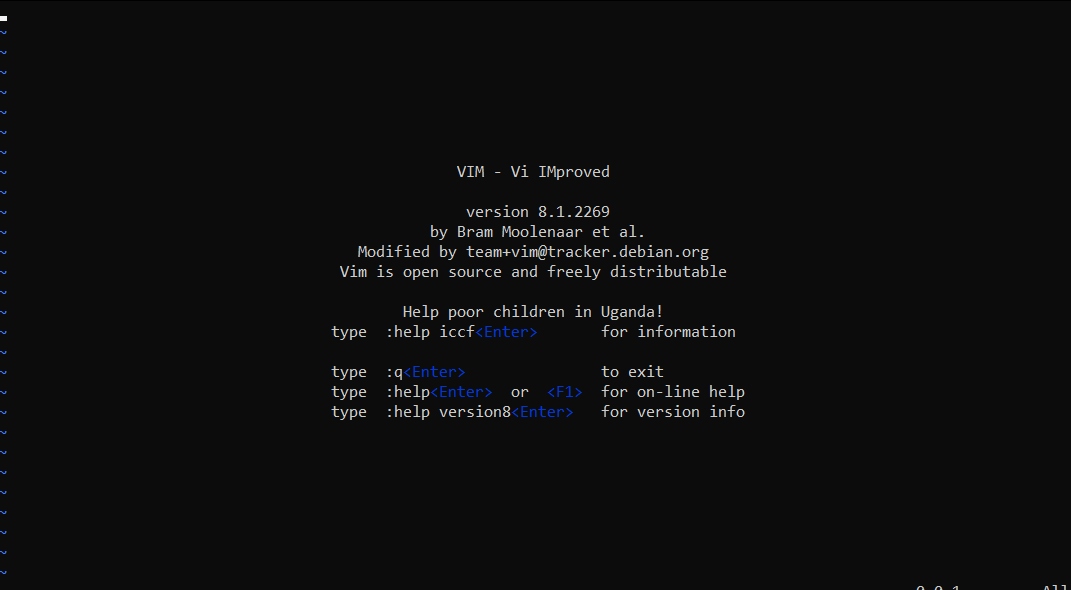 ~
~
~
~
~
~
~
~ VIM - Vi IMproved
~
~ version 8.1.2269
~ by Bram Moolenaar et al.
~ Modified by team+vim@tracker.debian.org
~ Vim is open source and freely distributable
~
~ Help poor children in Uganda!
~ type :help iccf<Enter> for information
~
~ type :q<Enter> to exit
~ type :help<Enter> or <F1> for on-line help
~ type :help version8<Enter> for version info
~
~
~
~
~
~
~
~
0,0-1 All